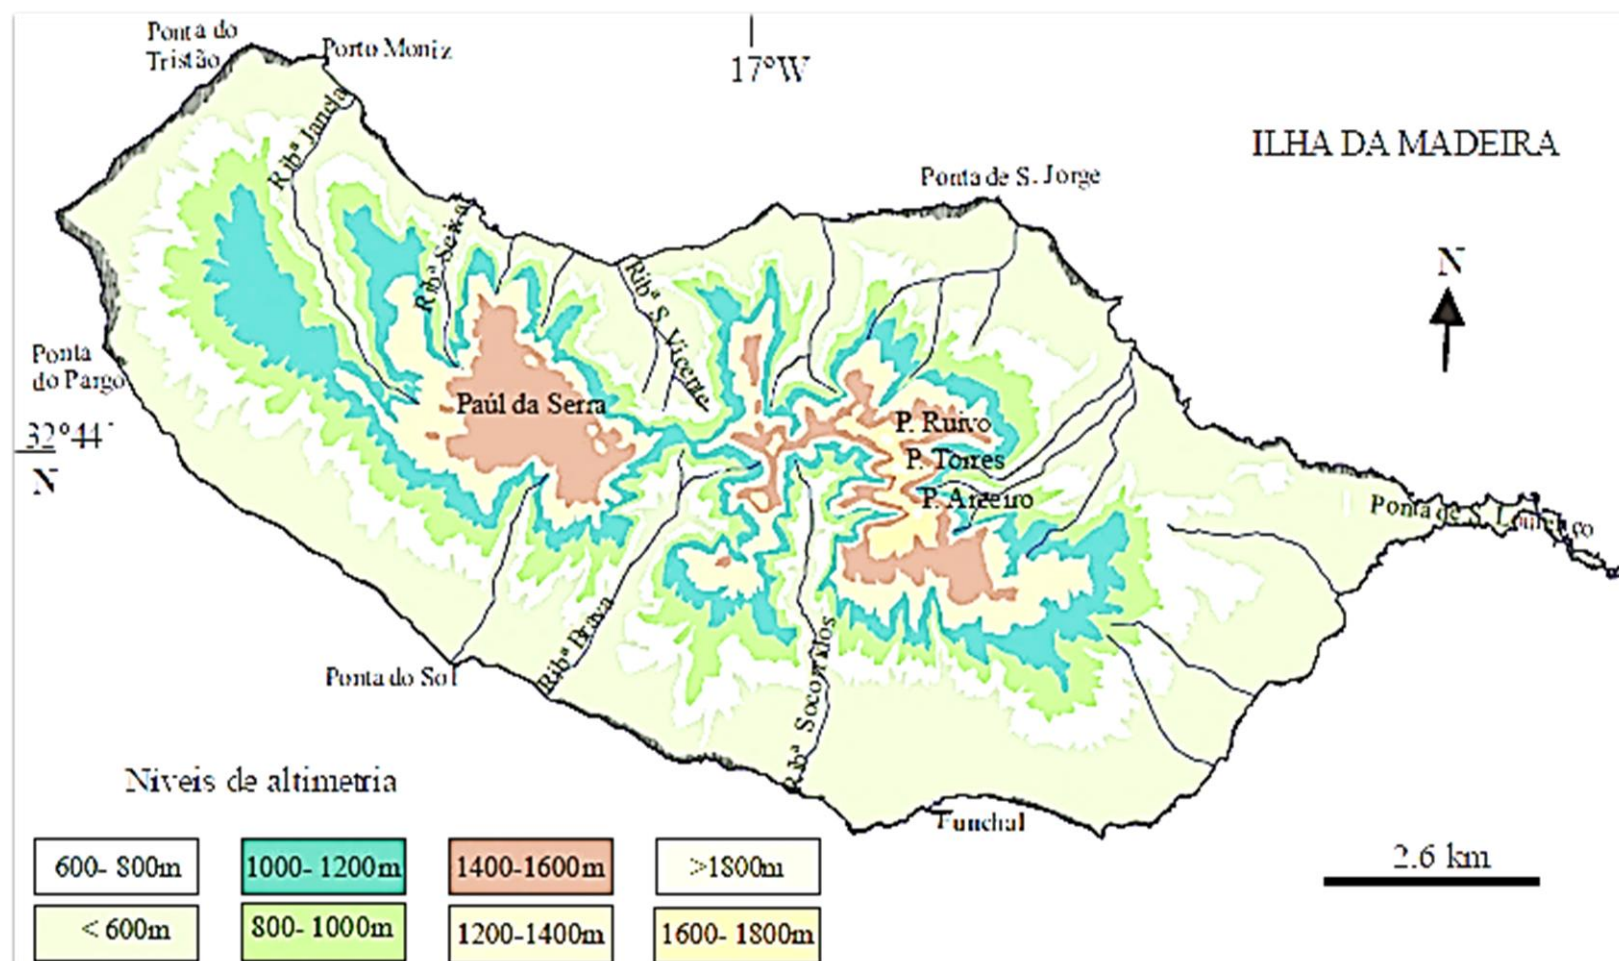 Ponta do
Tristão
Porto Moniz
17°W
ILHA DA MADEIRA
Ribª Janela
Ponta de S. Jorge
Ribª Seixal
Ribª S. Vicente
N
Ponta
do Pargo
Paúl da Serra
P. Ruivo
32°44´
N
P. Torres
P. Areeiro
Ponta de S. Lourenço
Ribª Brava
Ponta do Sol
Ribª Socorridos
Funchal
Niveis de altimetria
600- 800m
1000- 1200m
1400-1600m
>1800m
< 600m
800- 1000m
1200-1400m
1600- 1800m
2.6 km